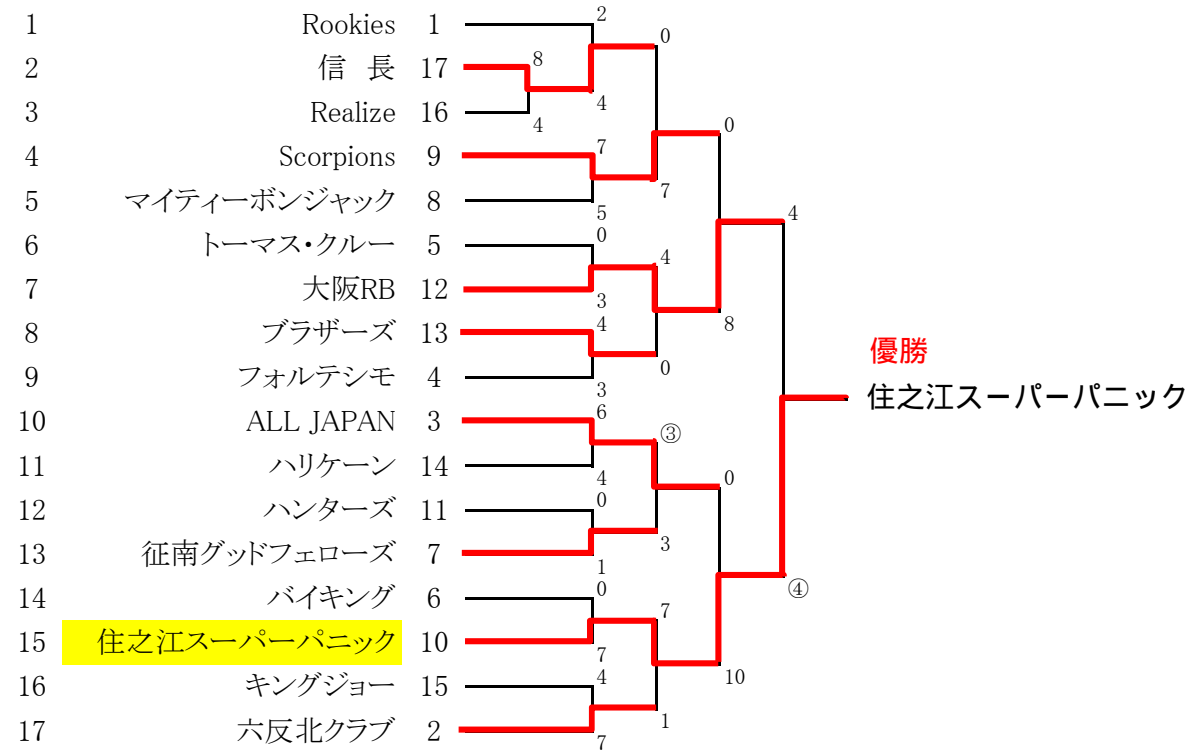 1 Rookies 1
2
0
2 信 長 17
8
4
3 Realize 16
4
0
4 Scorpions 9
7
7
5 マイティーボンジャック 8
5
4
6 トーマス・クルー 5
0
4
7 大阪RB 12
3
8
8 ブラザーズ 13
4
0
優勝
9 フォルテシモ 4
3
住之江スーパーパニック
10 ALL JAPAN 3
6
③
11 ハリケーン 14
4
0
12 ハンターズ 11
0
3
13 征南グッドフェローズ 7
1
④
14 バイキング 6
0
7
15 住之江スーパーパニック 10
7
10
16 キングジョー 15
4
1
17 六反北クラブ 2
7